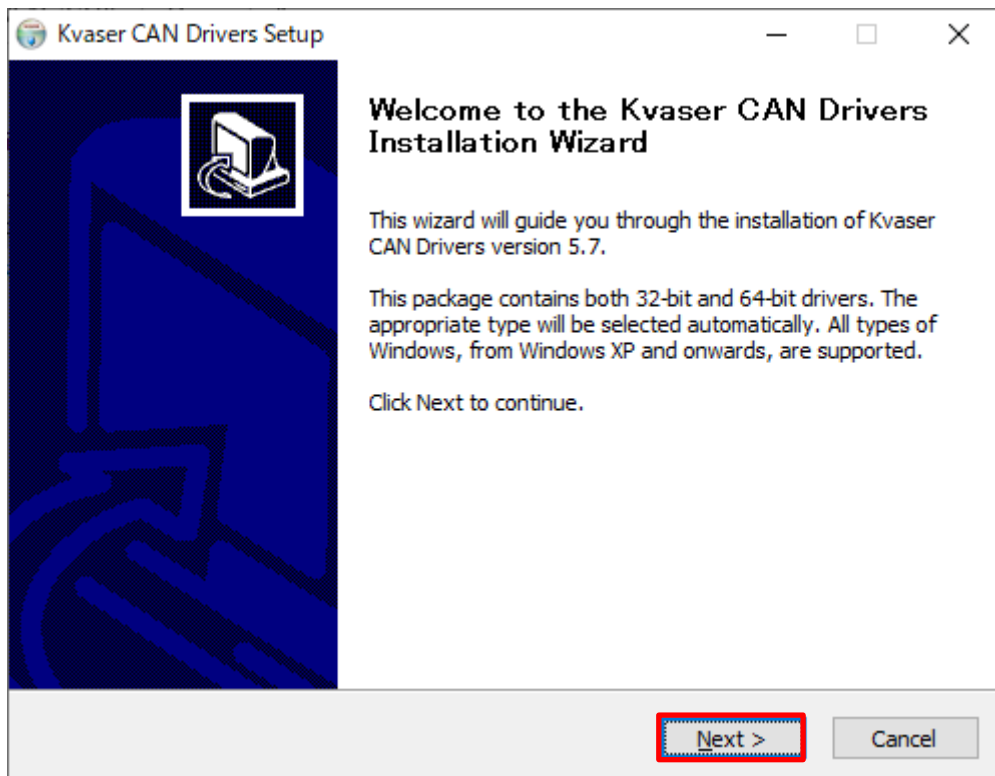 Kvaser CAN Drivers Setup
Welcome to the Kvaser CAN Drivers
Installation Wizard
This wizard will guide you through the installation of Kvaser
CAN Drivers version 5.7.
This package contains both 32-bit and 64-bit drivers. The
appropriate type will be selected automatically. All types of
Windows, from Windows XP and onwards, are supported.
Click Next to continue.
Next >
Cancel